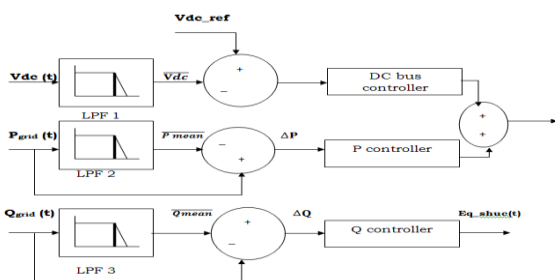 Vdc_ref
Vdc (t)
Vdc
LPF 1
+
−
DC bus
controller
Pgrid (t)
P mean
LPF 2
−
+
ΔP
P controller
+
+
Qgrid (t)
Qmean
LPF 3
+
−
ΔQ
Q controller
Eq_shuc(t)